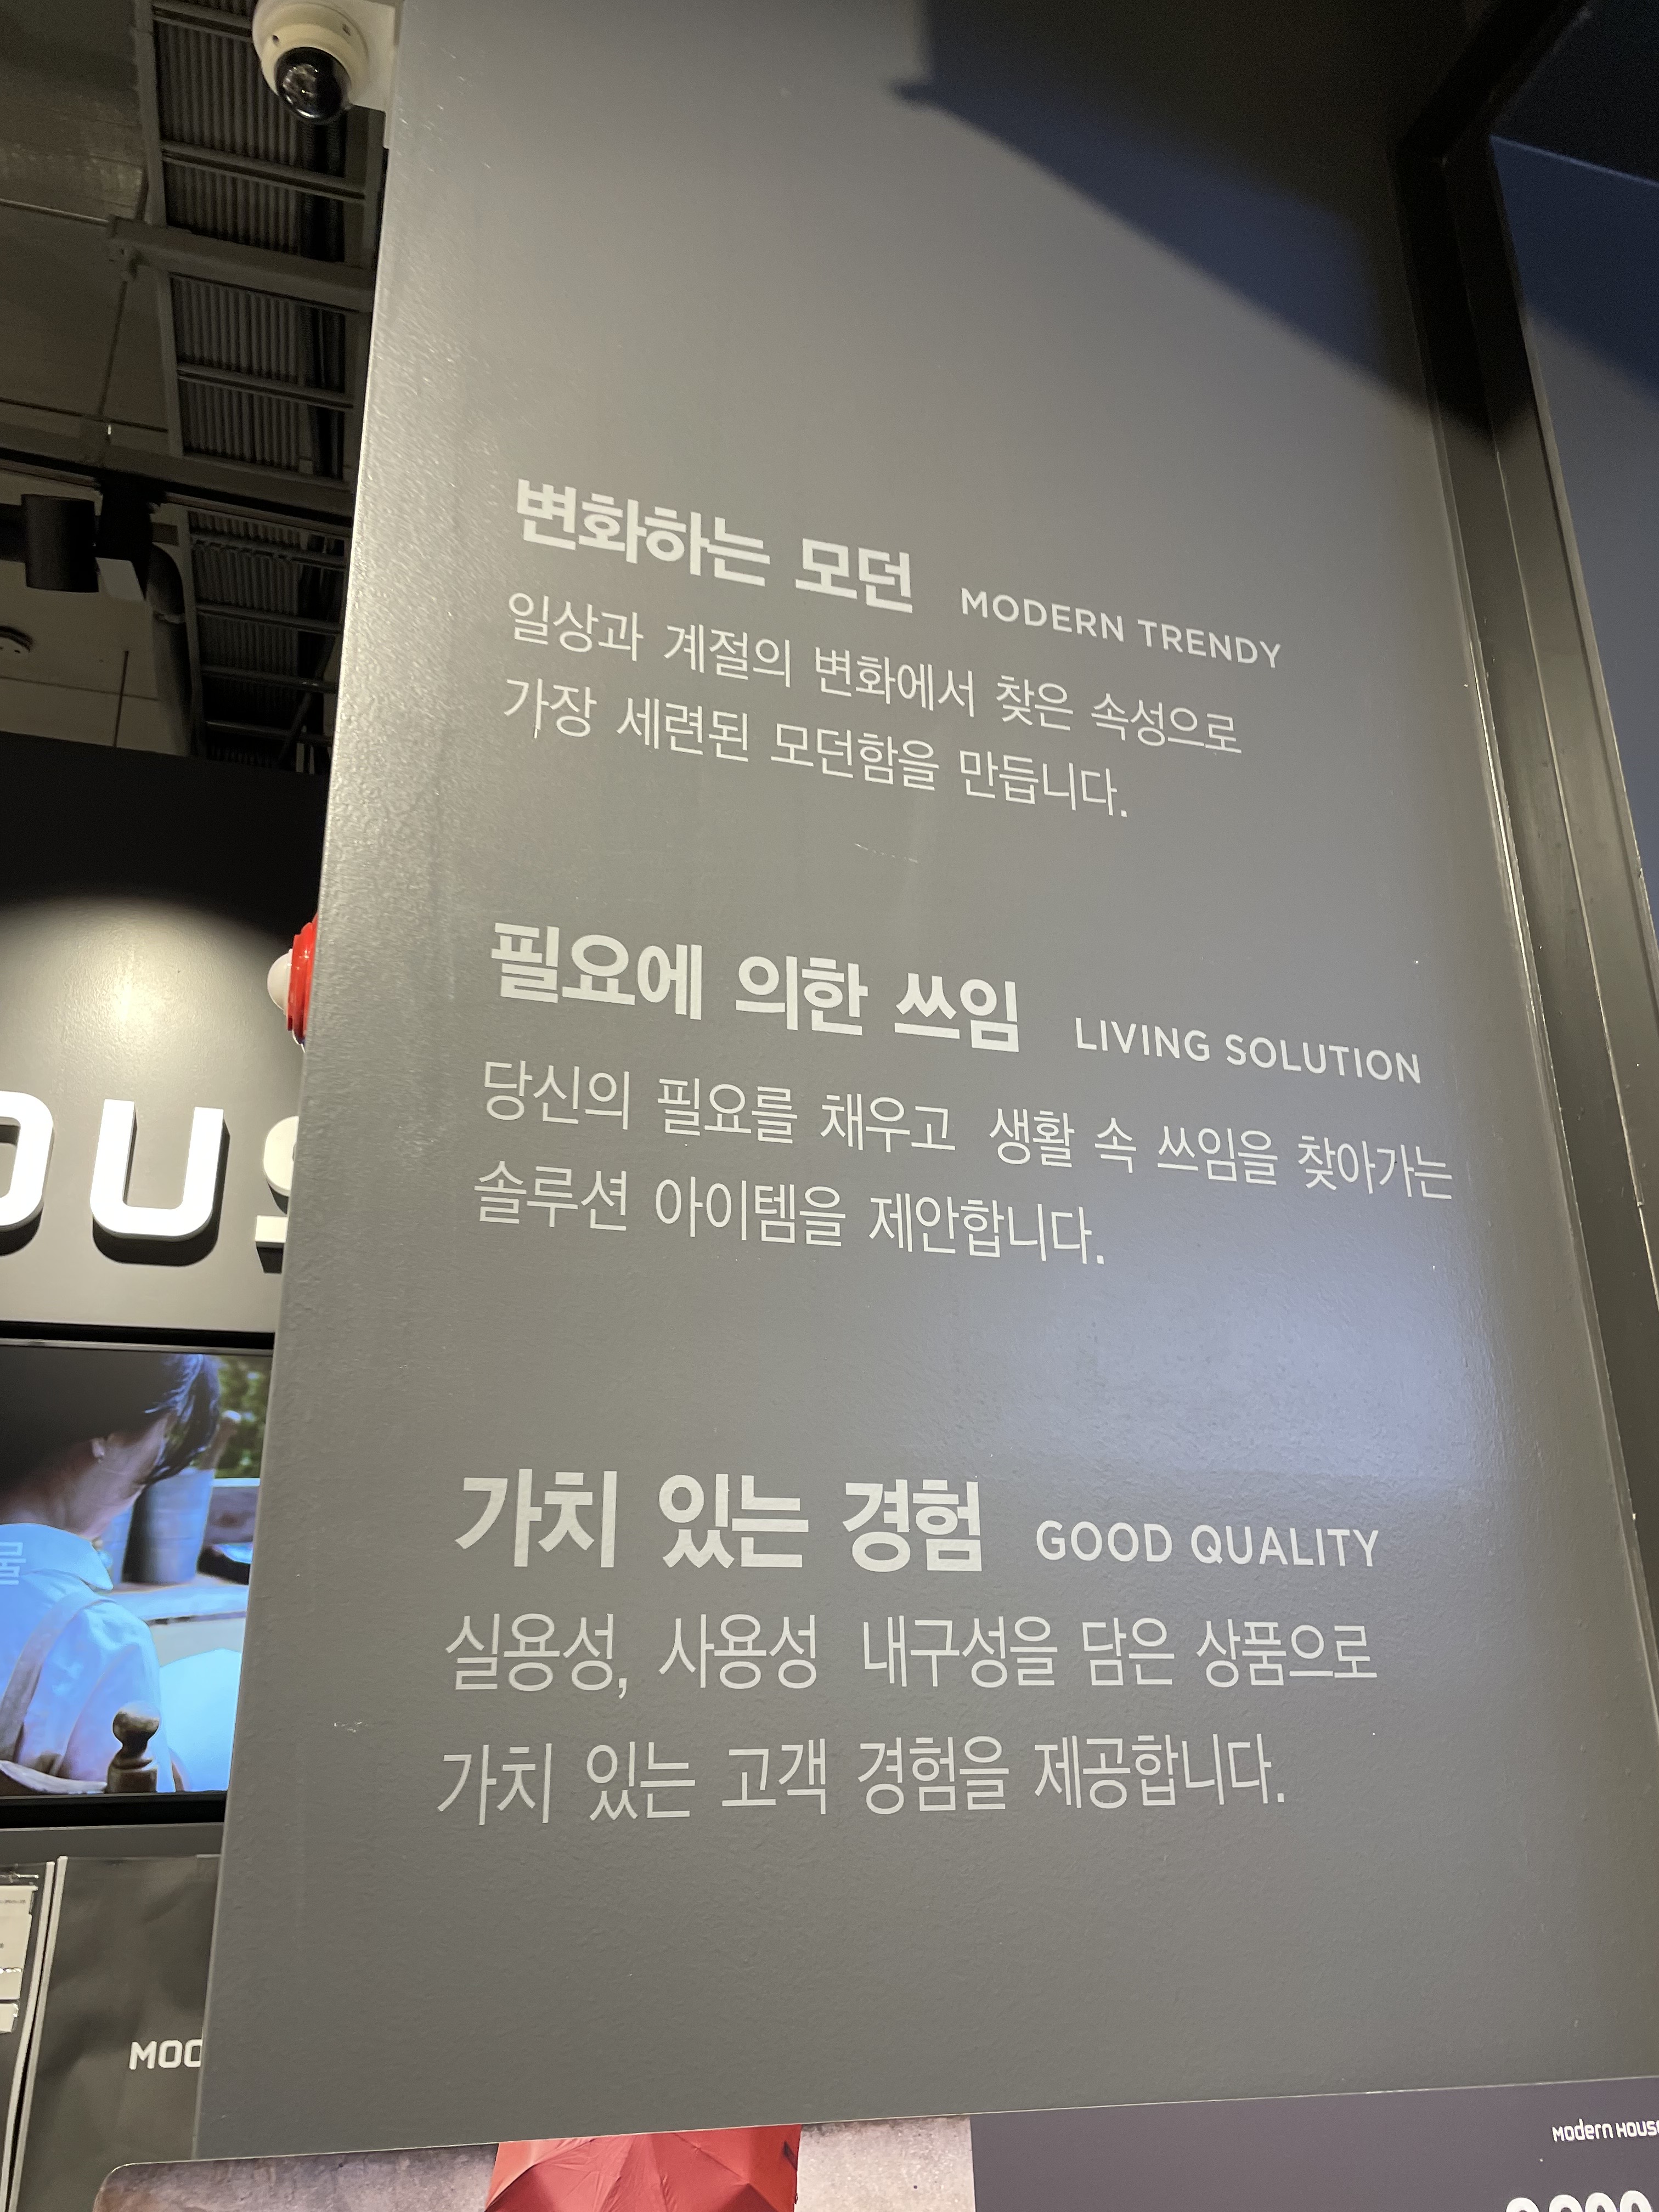 변화하는 모던 MODERN TRENDY
일상과 계절의 변화에서 찾은 속성으로
가장 세련된 모던함을 만듭니다.
필요에 의한 쓰임 LIVING SOLUTION
당신의 필요를 채우고 생활 속 쓰임을 찾아가는
솔루션 아이템을 제안합니다.
가치 있는 경험 GOOD QUALITY
실용성, 사용성 내구성을 담은 상품으로
가치 있는 고객 경험을 제공합니다.
OUS
물
MOD
Modern House